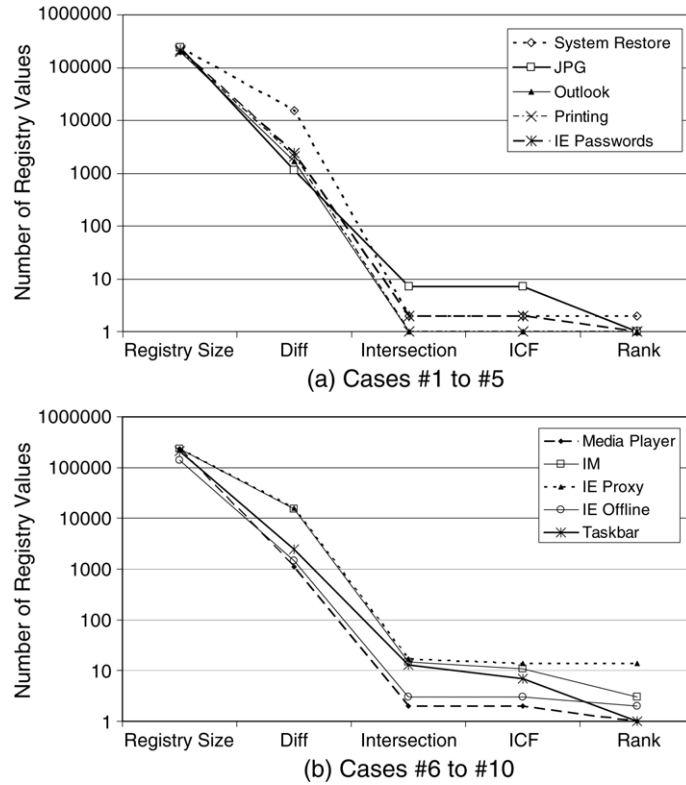 1000000
100000
10000
1000
100
10
1
Number of Registry Values
System Restore
JPG
Outlook
Printing
IE Passwords
Registry Size Diff Intersection ICF Rank
(a) Cases #1 to #5
1000000
100000
10000
1000
100
10
1
Number of Registry Values
Media Player
IM
IE Proxy
IE Offline
Taskbar
Registry Size Diff Intersection ICF Rank
(b) Cases #6 to #10